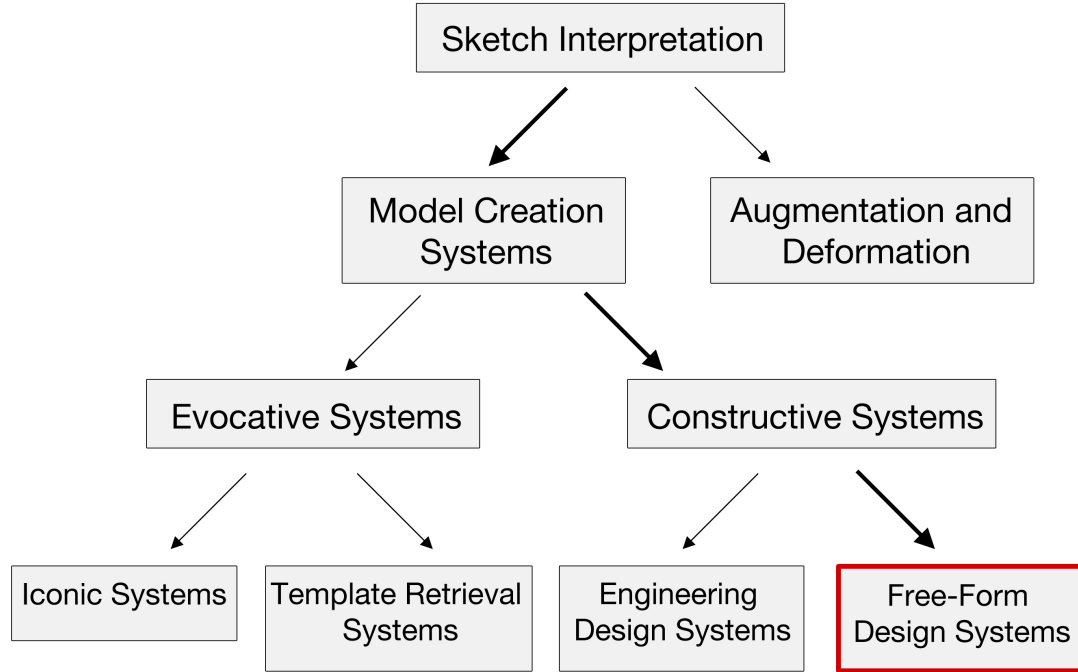 Sketch Interpretation
Model Creation
Systems
Augmentation and
Deformation
Evocative Systems
Constructive Systems
Iconic Systems
Template Retrieval
Systems
Engineering
Design Systems
Free-Form
Design Systems